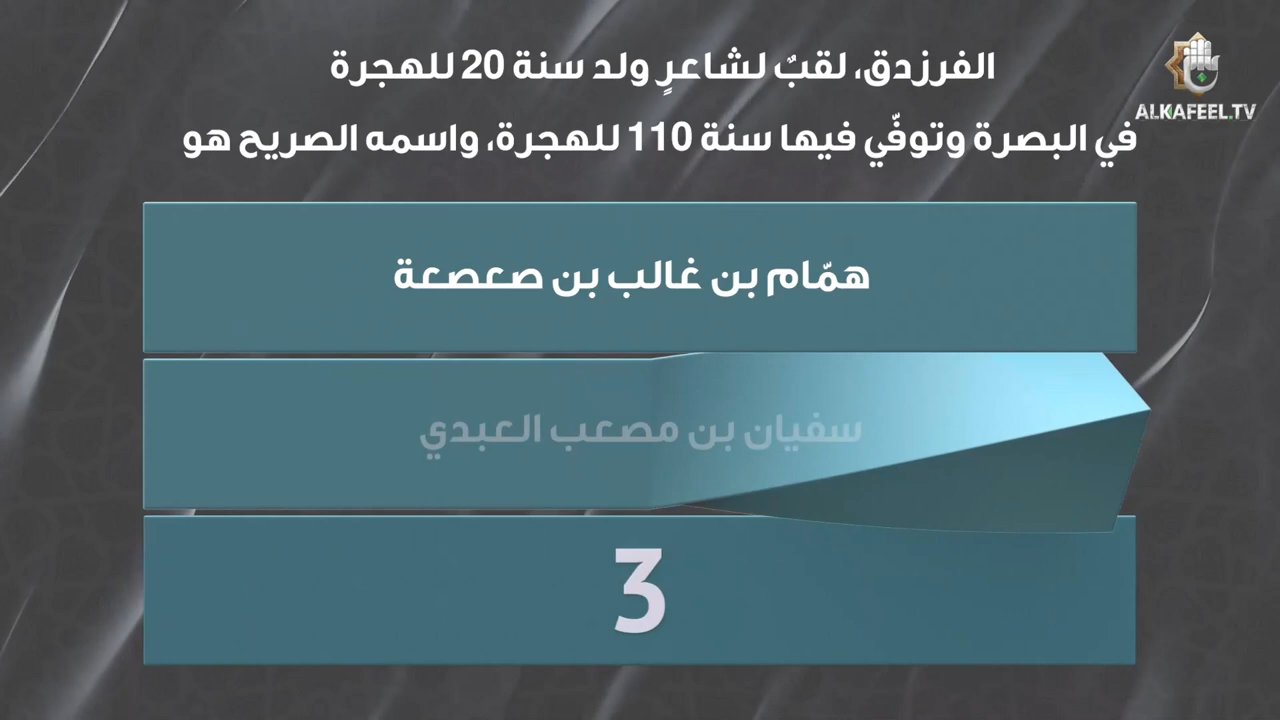 الفرزدق، لقبٌ لشاعرٍ ولد سنة 20 للهجرة
في البصرة وتوفّي فيها سنة 110 للهجرة، واسمه الصريح هو
همّام بن غالب بن صعصعة
سفيان بن مصعب العبدي
3
ALKAFEEL.TV